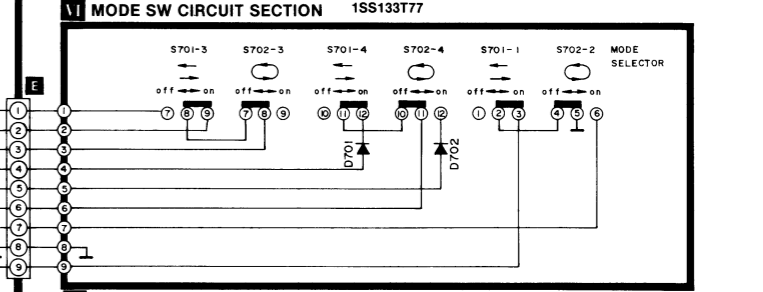 VI MODE SW CIRCUIT SECTION 1SS133T77
S701-3 S702-3 S701-4 S702-4 S701-1 S702-2 MODE
SELECTOR
E
off on off on off on off on off on off on
1 1 7 8 9 7 8 9 10 11 12 10 11 12 1 2 3 4 5 6
2 2
3 3
D701 D702
4 4
5 5
6 6
7 7
8 8
9 9